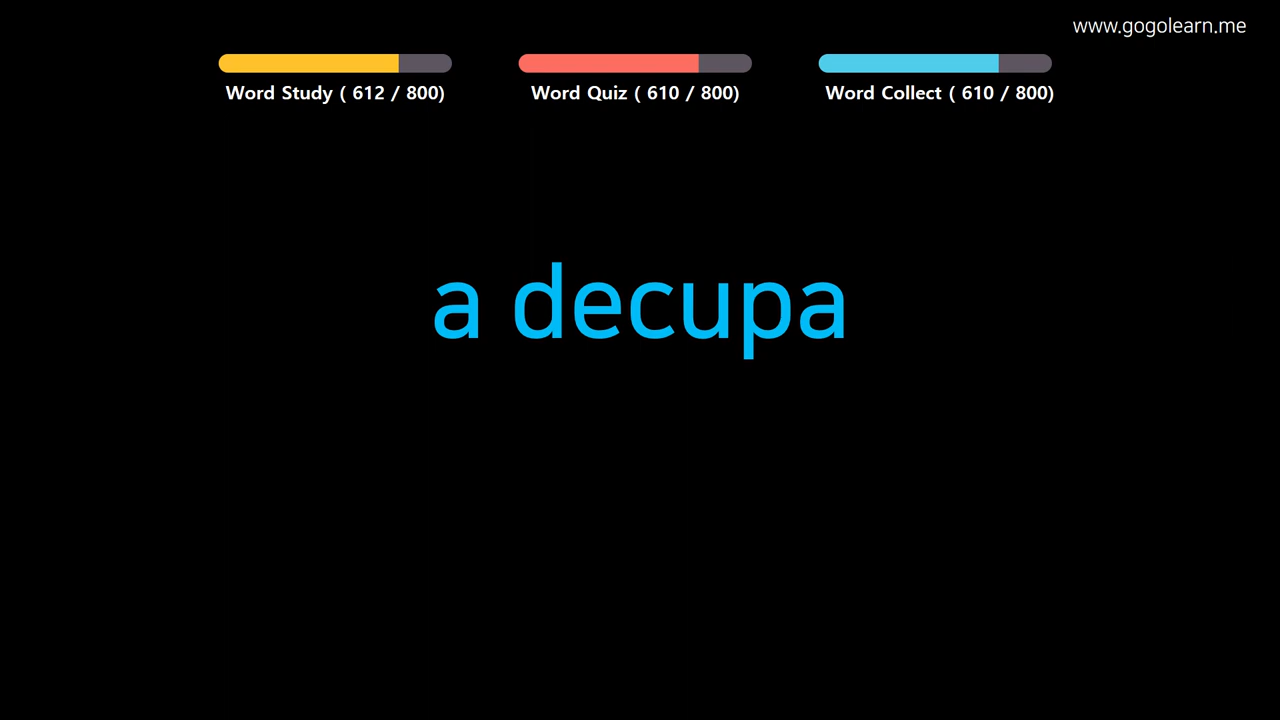 www.gogolearn.me
Word Study ( 612 / 800)
Word Quiz ( 610 / 800)
Word Collect ( 610 / 800)
a decupa